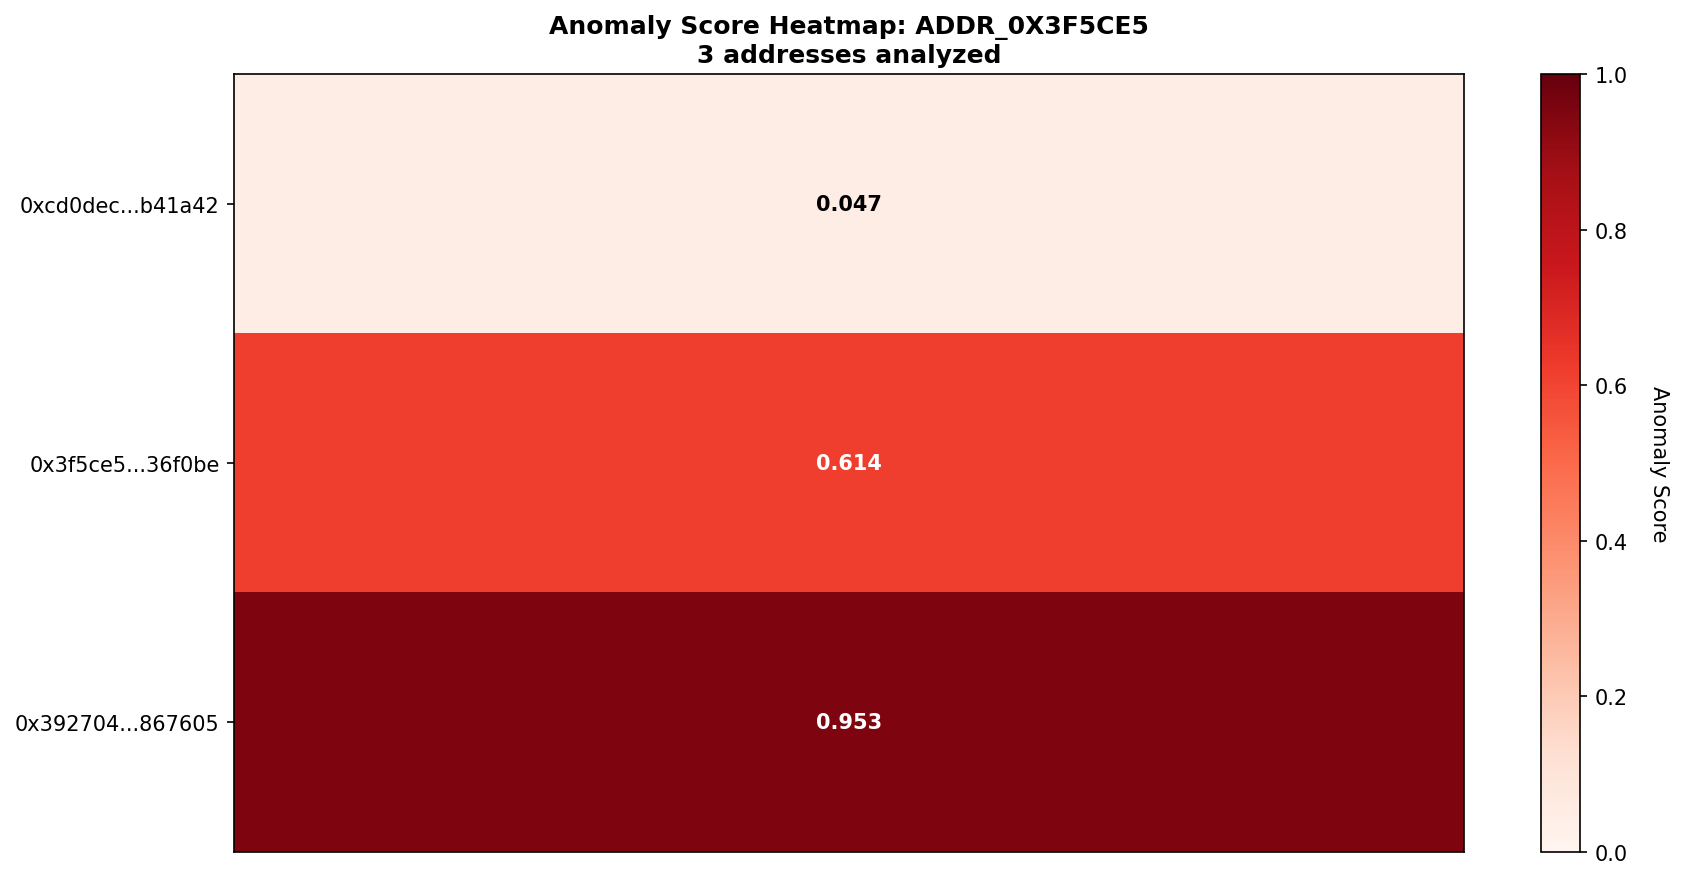 Anomaly Score Heatmap: ADDR_0X3F5CE5
3 addresses analyzed
0xcd0dec...b41a42
0.047
0x3f5ce5...36f0be
0.614
0x392704...867605
0.953
1.0
0.8
0.6
0.4
0.2
0.0
Anomaly Score